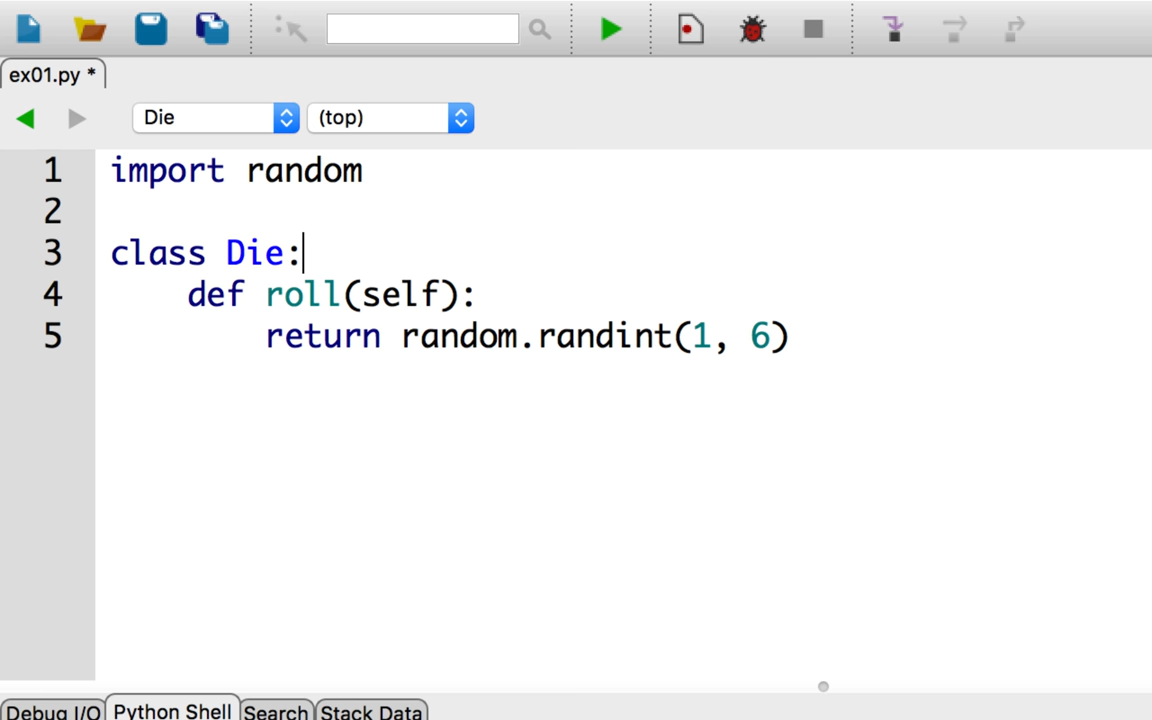 ex01.py *
Die (top)
1 import random
2
3 class Die:
4 def roll(self):
5 return random.randint(1, 6)
Debug I/O Python Shell Search Stack Data